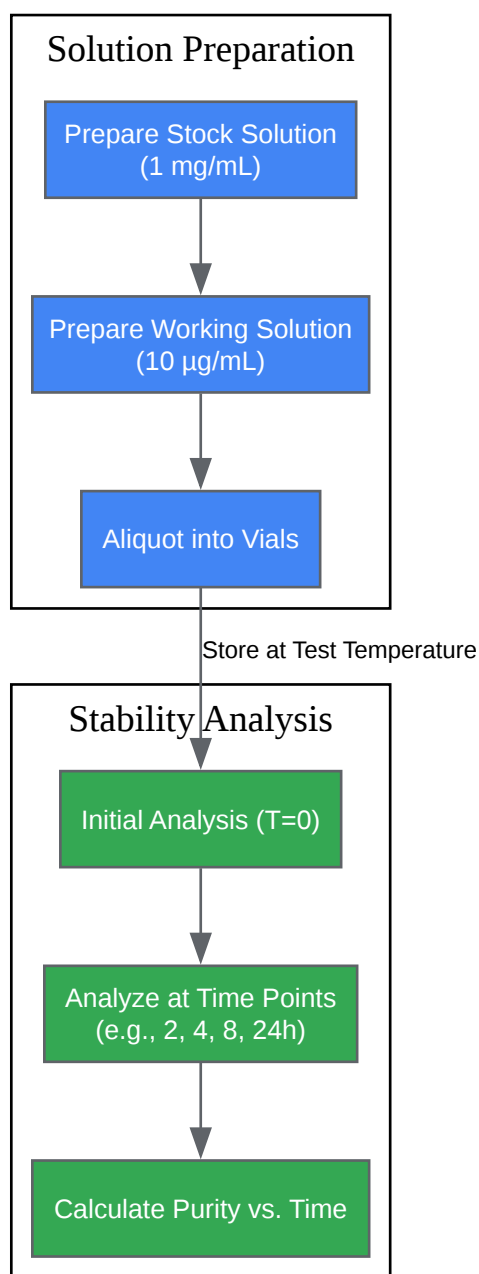 Solution Preparation
Prepare Stock Solution
(1 mg/mL)
Prepare Working Solution
(10 µg/mL)
Aliquot into Vials
Store at Test Temperature
Stability Analysis
Initial Analysis (T=0)
Analyze at Time Points
(e.g., 2, 4, 8, 24h)
Calculate Purity vs. Time